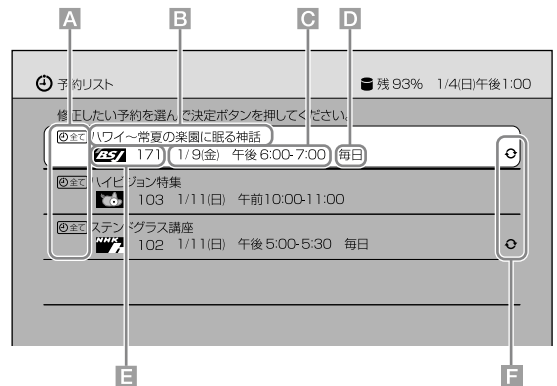 A B C D
予約リスト 残 93% 1/4(日)午後1:00
修正したい予約を選んで決定ボタンを押してください。
全て ハワイ～常夏の楽園に眠る神話
BSJ 171 1/9(金) 午後 6:00-7:00 毎日
全て ハイビジョン特集
103 1/11(日) 午前10:00-11:00
全て ステンドグラス講座
NHK 102 1/11(日) 午後 5:00-5:30 毎日
E F